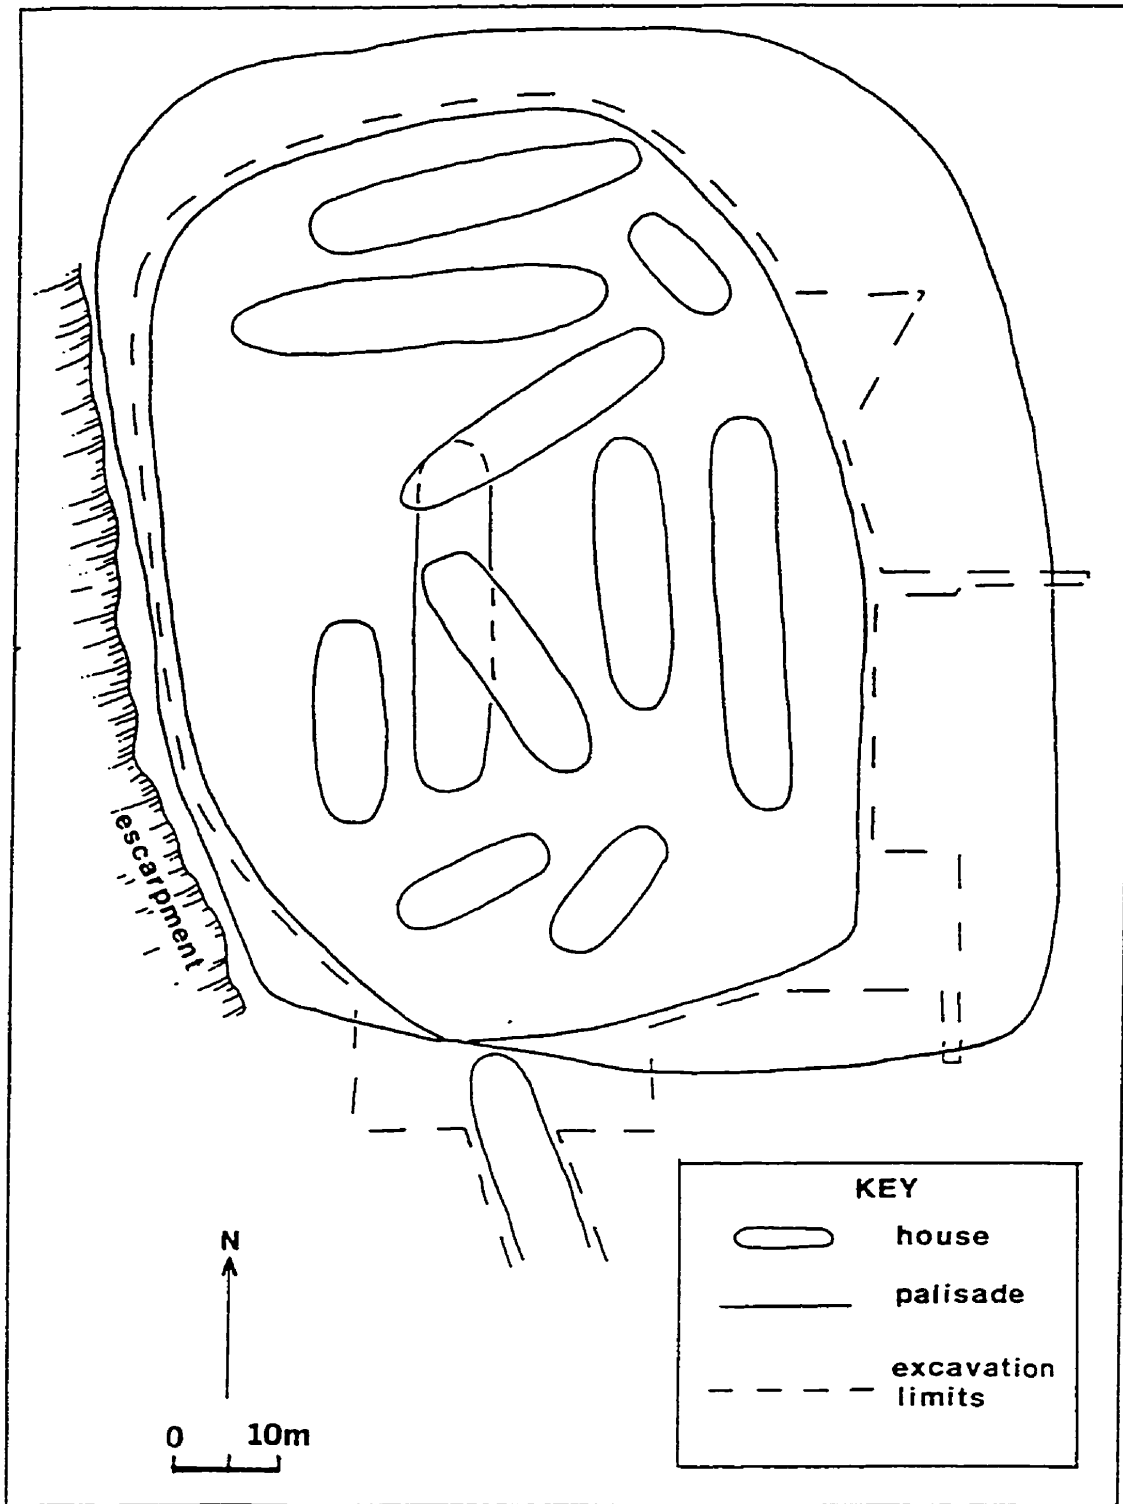 escarpment
N
0 10m
KEY
house
palisade
excavation
limits